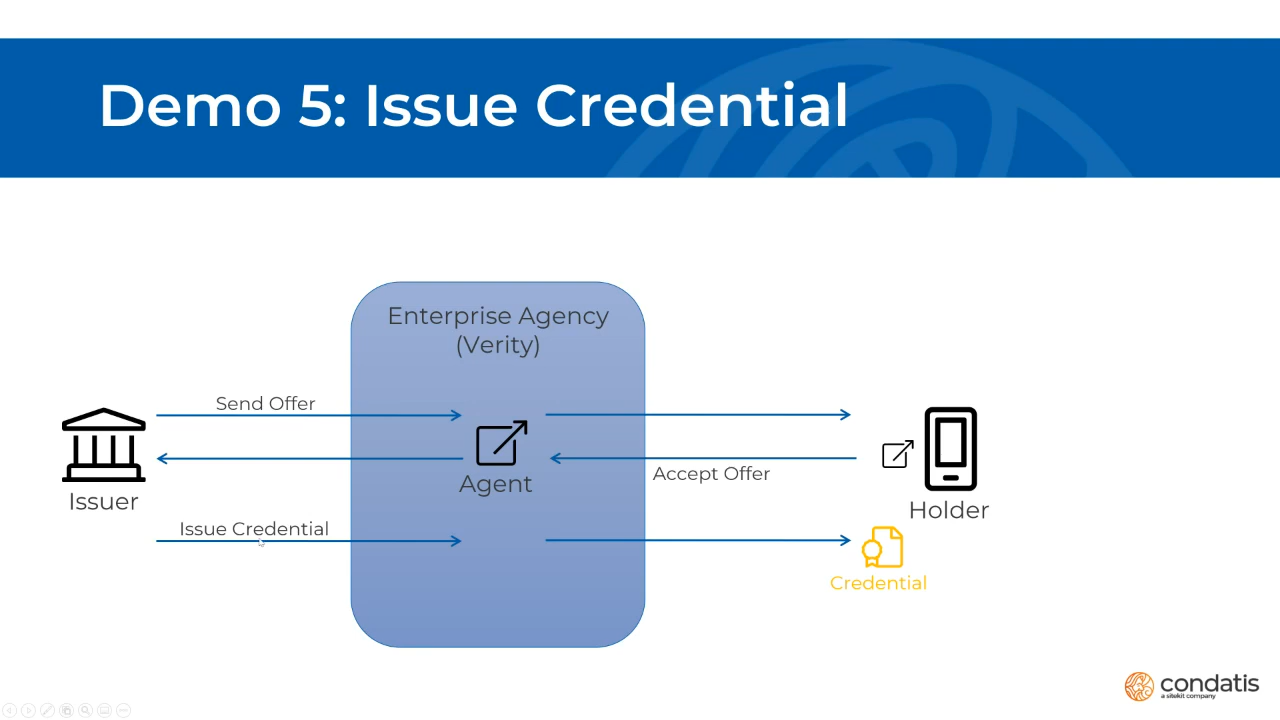 Demo 5: Issue Credential
Enterprise Agency
(Verity)
Send Offer
Agent
Accept Offer
Issuer
Holder
Issue Credential
Credential
condatis
a sitekit company